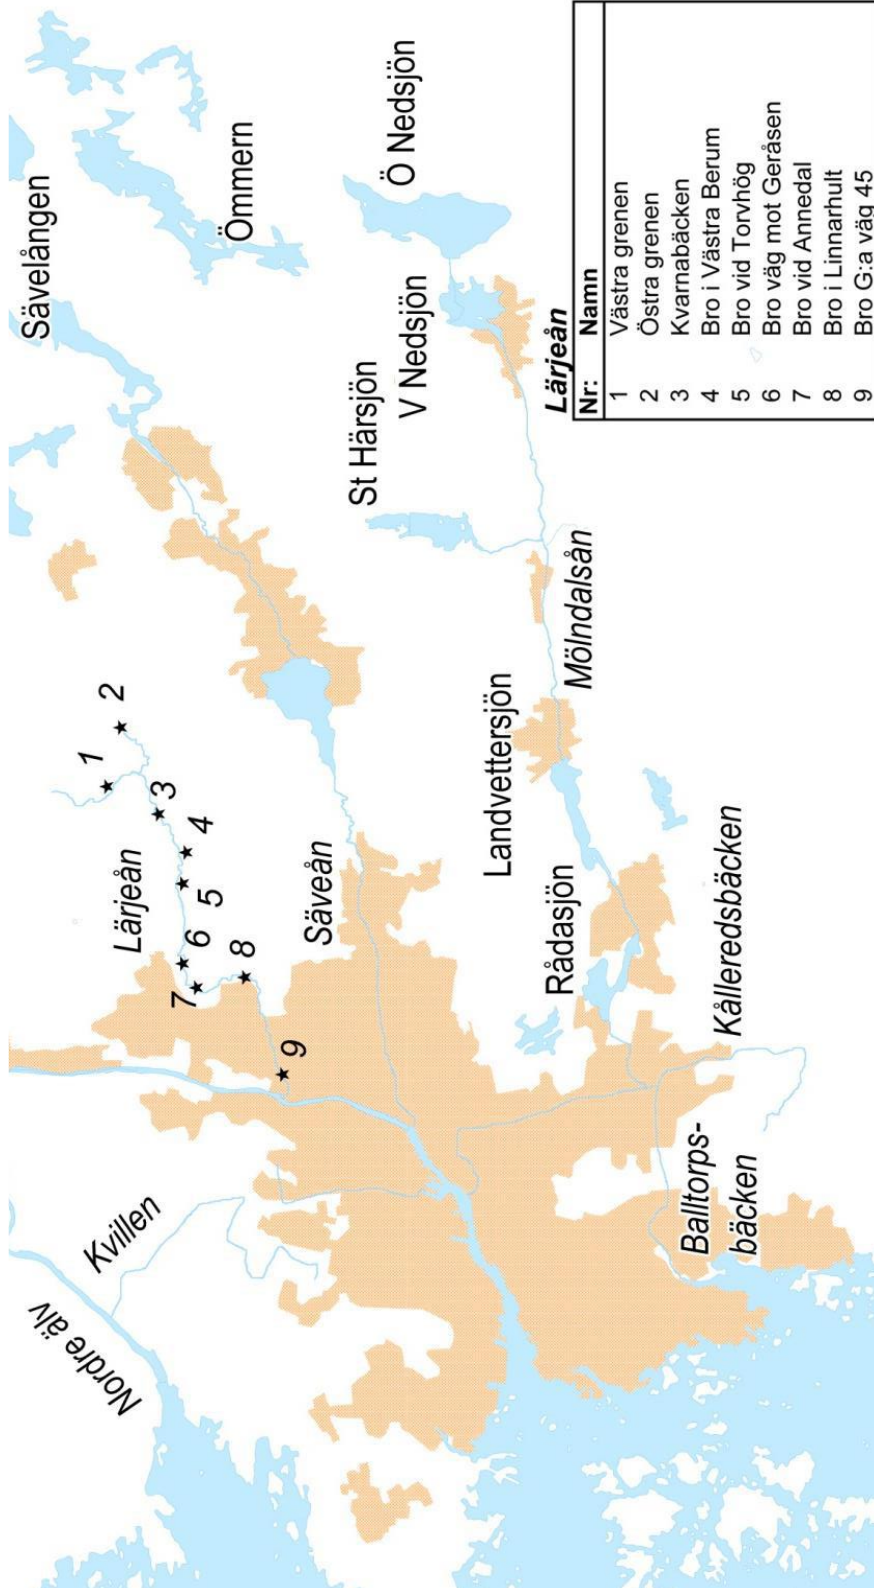 Sävelången
Ömmern
Ö Nedsjön
V Nedsjön
St Härsjön
Landvettersjön
Rådasjön
Mölndalsån
Kålleredsbäcken
Balltorps-
bäcken
Säveån
Lärjeån
Kvillen
Nordre älv
1
2
3
4
5
6
7
8
9
Lärjeån
Nr: Namn
1 Västra grenen
2 Östra grenen
3 Kvarnabäcken
4 Bro i Västra Berum
5 Bro vid Torvhög
6 Bro väg mot Geråsen
7 Bro vid Annedal
8 Bro i Linnarhult
9 Bro G:a väg 45